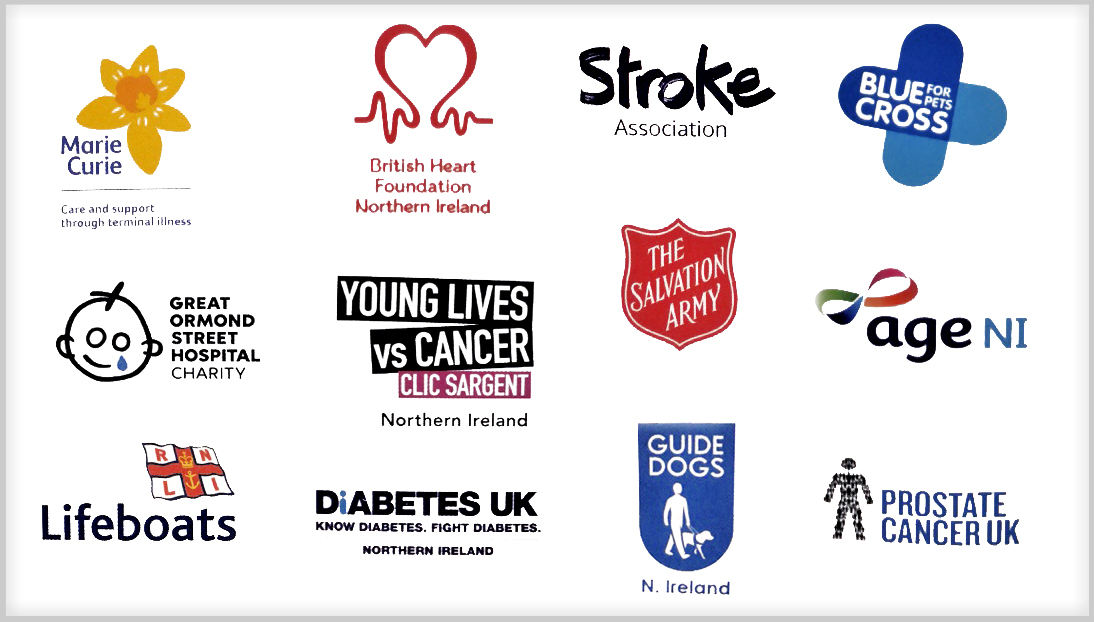 Marie
Curie
Care and support
through terminal illness
British Heart
Foundation
Northern Ireland
Stroke
Association
BLUE FOR PETS
CROSS
GREAT
ORMOND
STREET
HOSPITAL
CHARITY
YOUNG LIVES
vs CANCER
CLIC SARGENT
Northern Ireland
THE
SALVATION
ARMY
age NI
R N
L I
Lifeboats
DiABETES UK
KNOW DIABETES. FIGHT DIABETES.
NORTHERN IRELAND
GUIDE
DOGS
N. Ireland
PROSTATE
CANCER UK